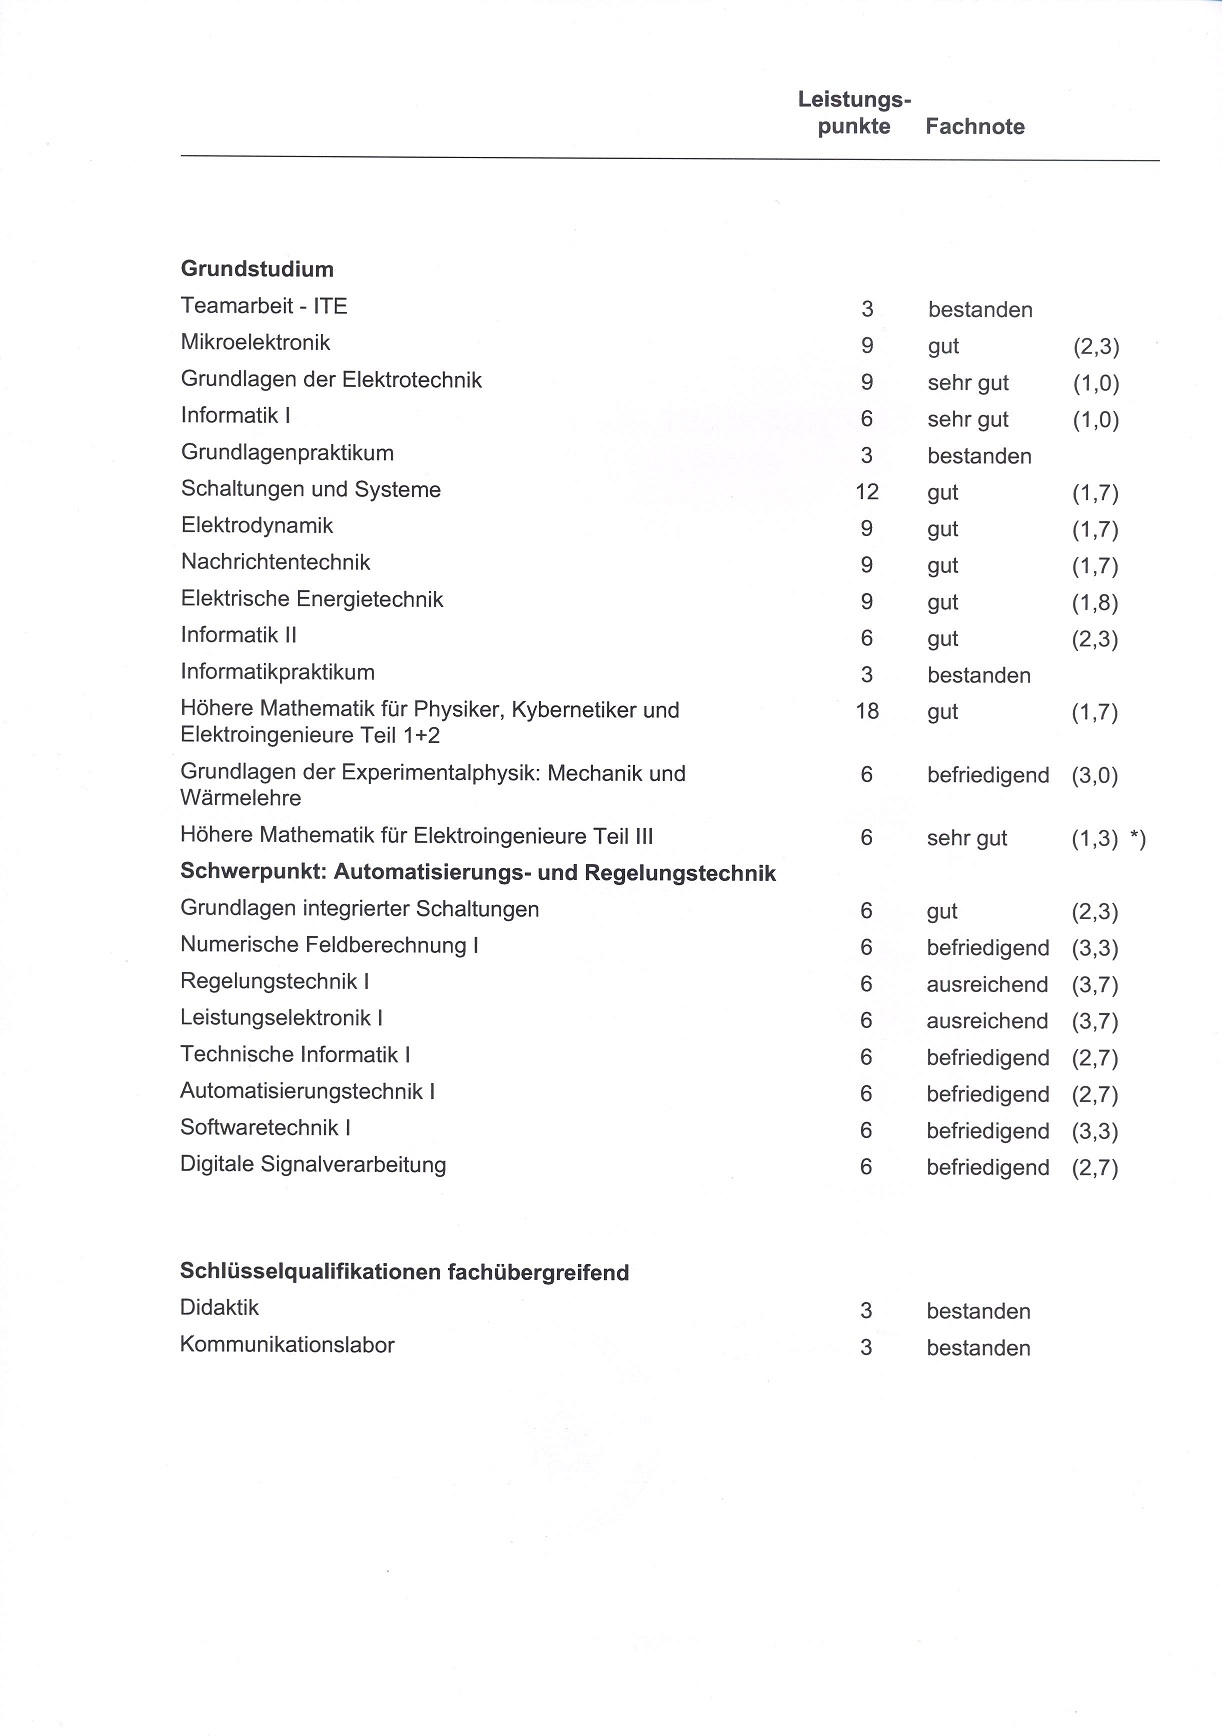 Leistungs-
punkte Fachnote
Grundstudium
Teamarbeit - ITE 3 bestanden
Mikroelektronik 9 gut (2,3)
Grundlagen der Elektrotechnik 9 sehr gut (1,0)
Informatik I 6 sehr gut (1,0)
Grundlagenpraktikum 3 bestanden
Schaltungen und Systeme 12 gut (1,7)
Elektrodynamik 9 gut (1,7)
Nachrichtentechnik 9 gut (1,7)
Elektrische Energietechnik 9 gut (1,8)
Informatik II 6 gut (2,3)
Informatikpraktikum 3 bestanden
Höhere Mathematik für Physiker, Kybernetiker und 18 gut (1,7)
Elektroingenieure Teil 1+2
Grundlagen der Experimentalphysik: Mechanik und 6 befriedigend (3,0)
Wärmelehre
Höhere Mathematik für Elektroingenieure Teil III 6 sehr gut (1,3) *)
Schwerpunkt: Automatisierungs- und Regelungstechnik
Grundlagen integrierter Schaltungen 6 gut (2,3)
Numerische Feldberechnung I 6 befriedigend (3,3)
Regelungstechnik I 6 ausreichend (3,7)
Leistungselektronik I 6 ausreichend (3,7)
Technische Informatik I 6 befriedigend (2,7)
Automatisierungstechnik I 6 befriedigend (2,7)
Softwaretechnik I 6 befriedigend (3,3)
Digitale Signalverarbeitung 6 befriedigend (2,7)
Schlüsselqualifikationen fachübergreifend
Didaktik 3 bestanden
Kommunikationslabor 3 bestanden